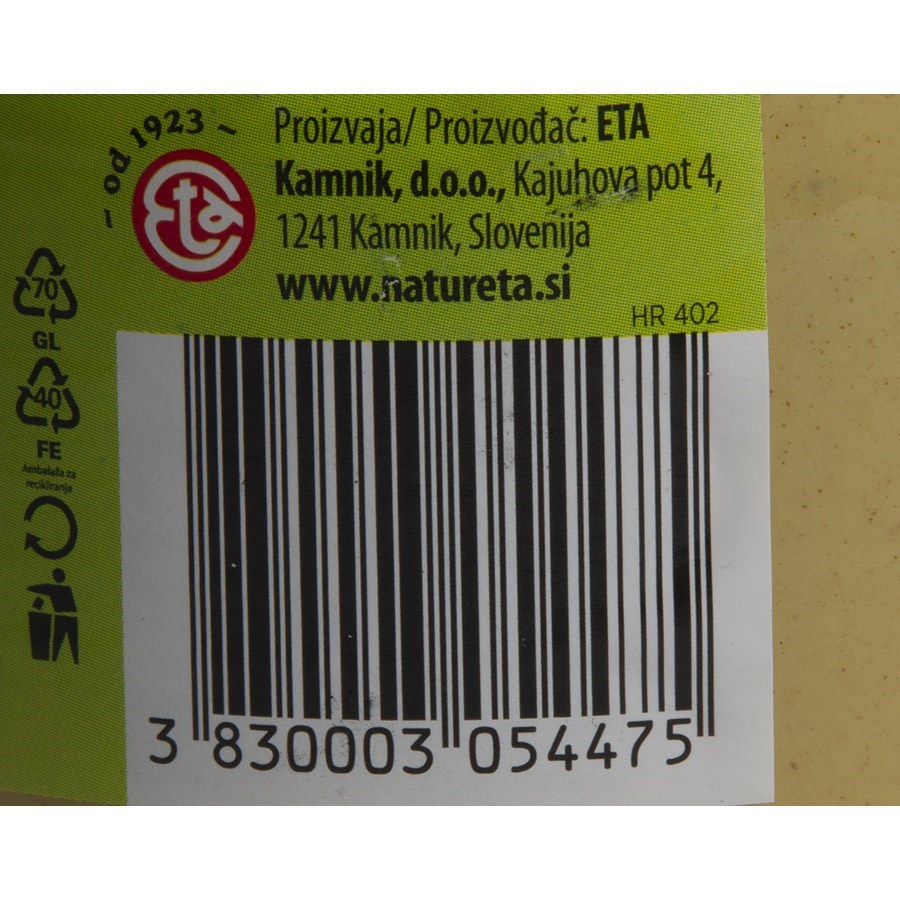 – od 1923 ~
Eta
Proizvaja/ Proizvođač: ETA
Kamnik, d.o.o., Kajuhova pot 4,
1241 Kamnik, Slovenija
www.natureta.si
HR 402
70
GL
40
FE
Ambalaža za
recikliranje
3 830003 054475